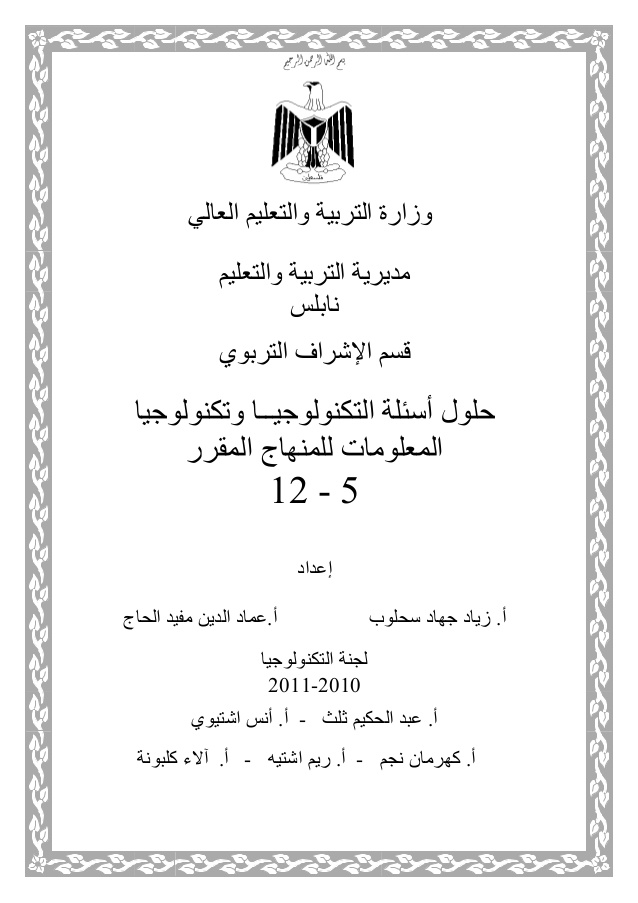 بسم الله الرحمن الرحيم
فلسطين
وزارة التربية والتعليم العالي
مديرية التربية والتعليم
نابلس
قسم الإشراف التربوي
حلول أسئلة التكنولوجيـــا وتكنولوجيا
المعلومات للمنهاج المقرر
5 - 12
إعداد
أ. زياد جهاد سحلوب أ.عماد الدين مفيد الحاج
لجنة التكنولوجيا
2010-2011
أ. عبد الحكيم ثلث - أ. أنس اشتيوي
أ. كهرمان نجم - أ. ريم اشتيه - أ. آلاء كلبونة